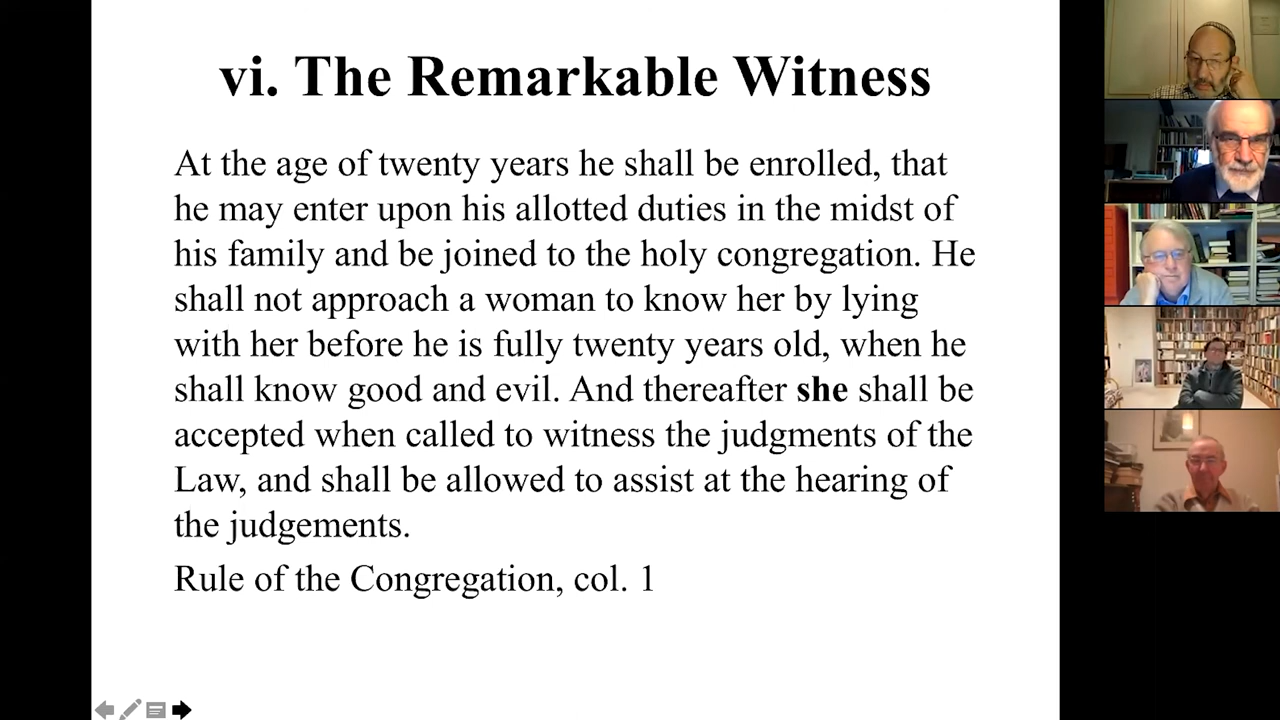 vi. The Remarkable Witness
At the age of twenty years he shall be enrolled, that
he may enter upon his allotted duties in the midst of
his family and be joined to the holy congregation. He
shall not approach a woman to know her by lying
with her before he is fully twenty years old, when he
shall know good and evil. And thereafter she shall be
accepted when called to witness the judgments of the
Law, and shall be allowed to assist at the hearing of
the judgements.
Rule of the Congregation, col. 1